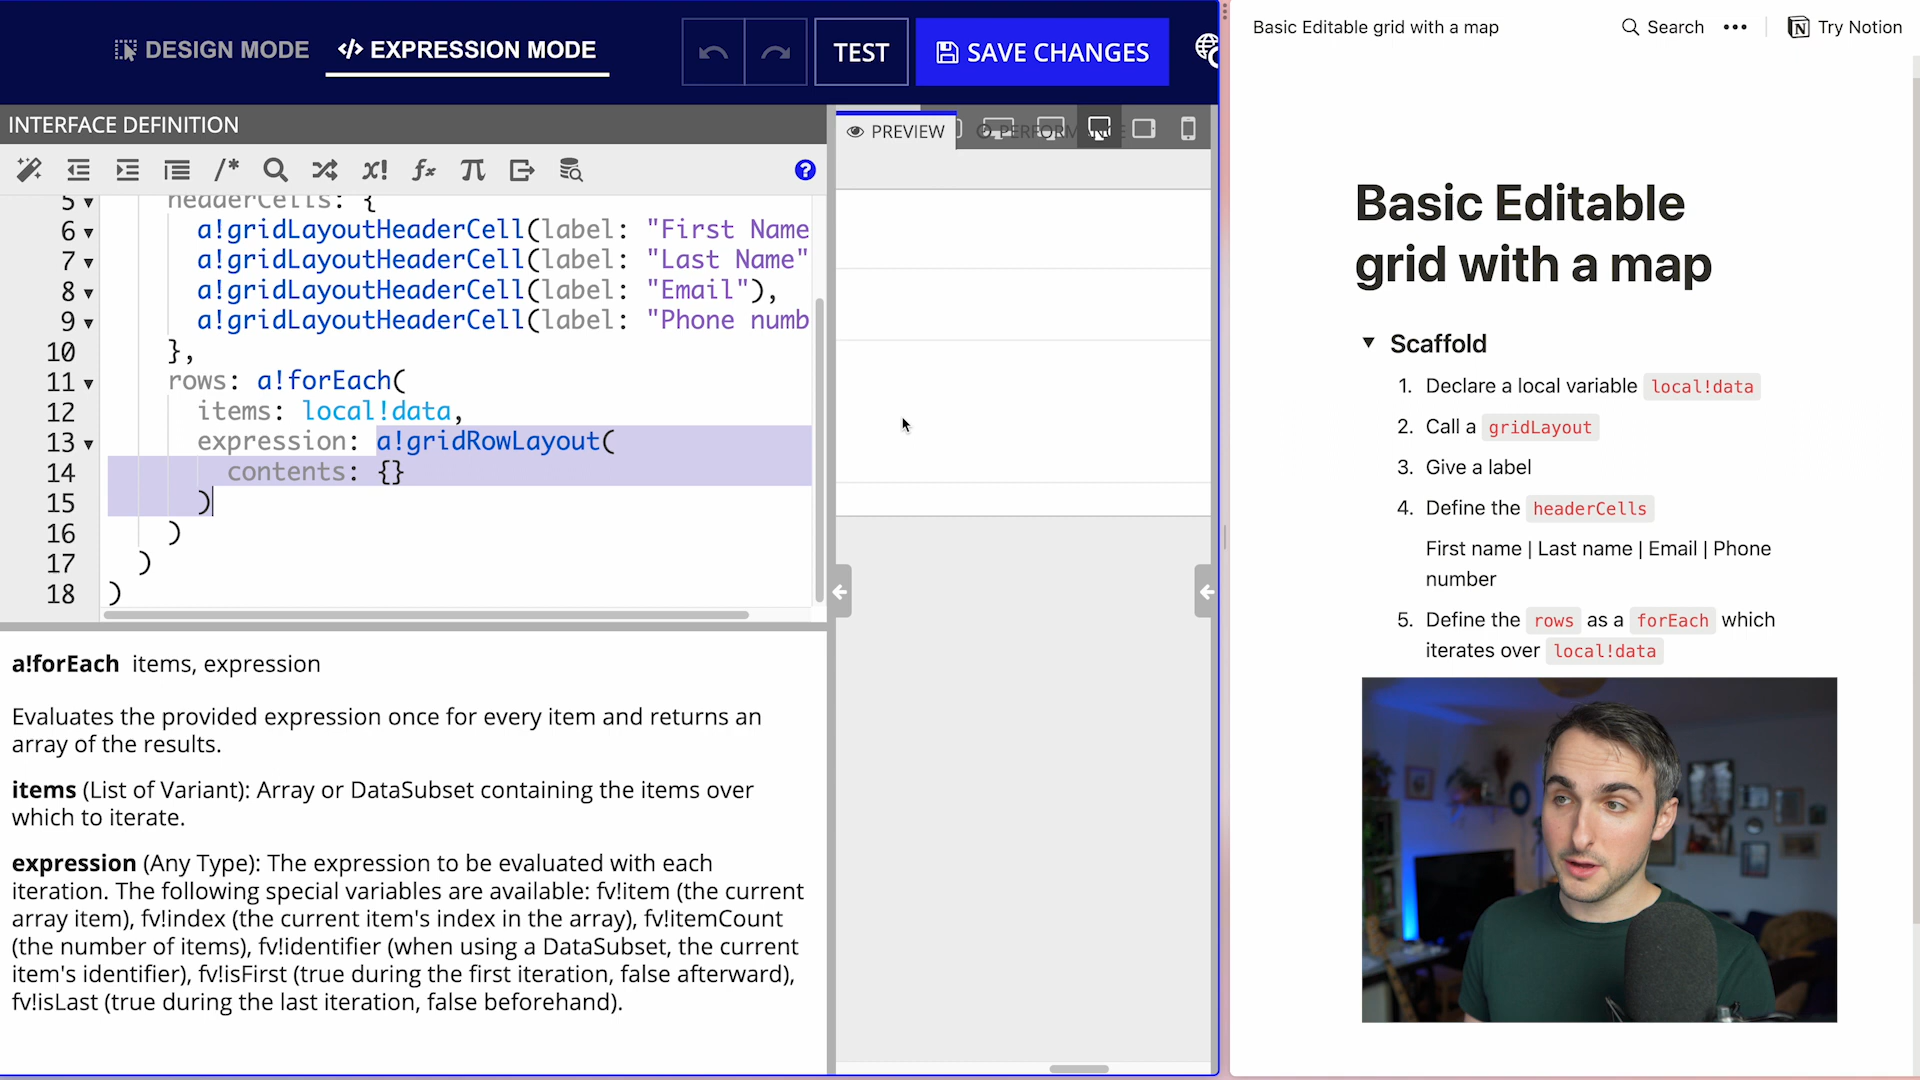 DESIGN MODE
EXPRESSION MODE
TEST
SAVE CHANGES
INTERFACE DEFINITION
/*
x!
fx
π
?
5 headerCells: {
6 a!gridLayoutHeaderCell(label: "First Name
7 a!gridLayoutHeaderCell(label: "Last Name"
8 a!gridLayoutHeaderCell(label: "Email"),
9 a!gridLayoutHeaderCell(label: "Phone numb
10 },
11 rows: a!forEach(
12 items: local!data,
13 expression: a!gridRowLayout(
14 contents: {}
15 )
16 )
17 )
18 )
a!forEach items, expression
Evaluates the provided expression once for every item and returns an
array of the results.
items (List of Variant): Array or DataSubset containing the items over
which to iterate.
expression (Any Type): The expression to be evaluated with each
iteration. The following special variables are available: fv!item (the current
array item), fv!index (the current item's index in the array), fv!itemCount
(the number of items), fv!identifier (when using a DataSubset, the current
item's identifier), fv!isFirst (true during the first iteration, false afterward),
fv!isLast (true during the last iteration, false beforehand).
PREVIEW
PERFORMANCE
Basic Editable grid with a map
Search
Try Notion
Basic Editable
grid with a map
Scaffold
1. Declare a local variable local!data
2. Call a gridLayout
3. Give a label
4. Define the headerCells
First name | Last name | Email | Phone
number
5. Define the rows as a forEach which
iterates over local!data